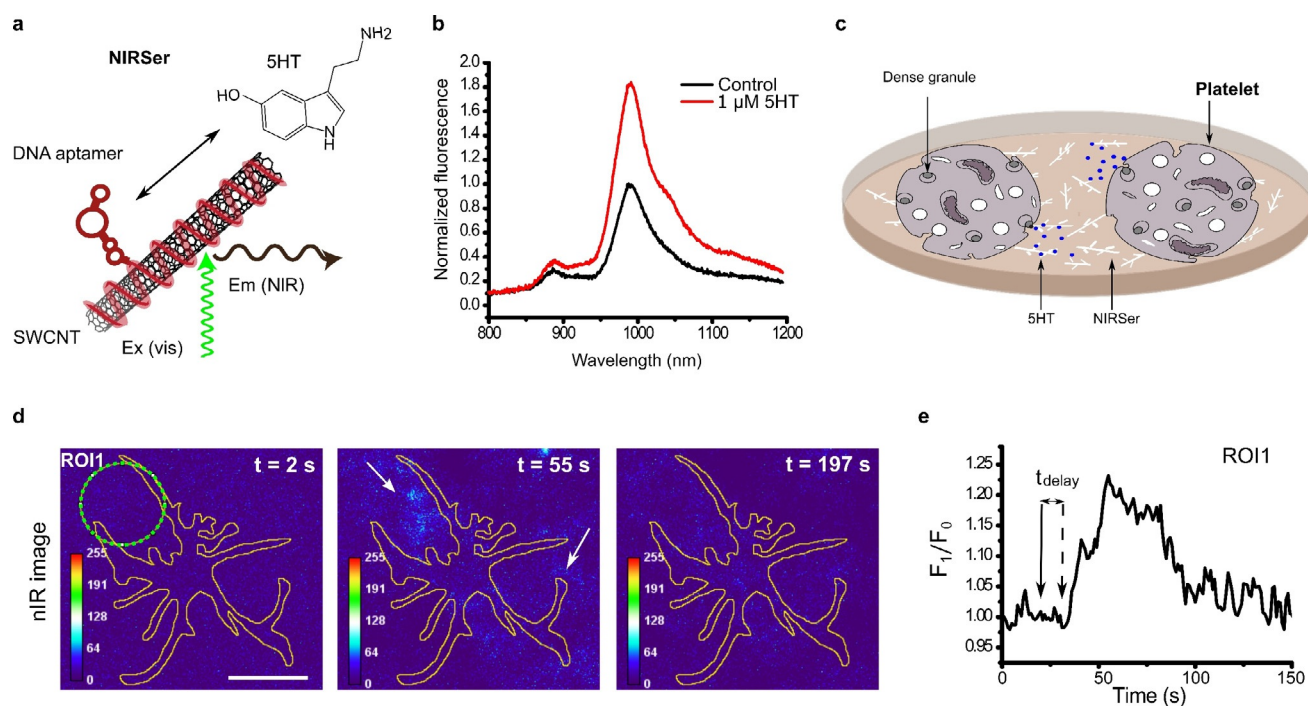 a
NIRSer
5HT
NH2
HO
N
H
DNA aptamer
SWCNT
Ex (vis)
Em (NIR)
b
Normalized fluorescence
2.0
1.8
1.6
1.4
1.2
1.0
0.8
0.6
0.4
0.2
0.0
Control
1 µM 5HT
800 900 1000 1100 1200
Wavelength (nm)
c
Dense granule
Platelet
5HT
NIRSer
d
nIR image
ROI1
t = 2 s
255
191
128
64
0
t = 55 s
255
191
128
64
0
t = 197 s
255
191
128
64
0
e
ROI1
tdelay
F1/F0
1.25
1.20
1.15
1.10
1.05
1.00
0.95
0 50 100 150
Time (s)